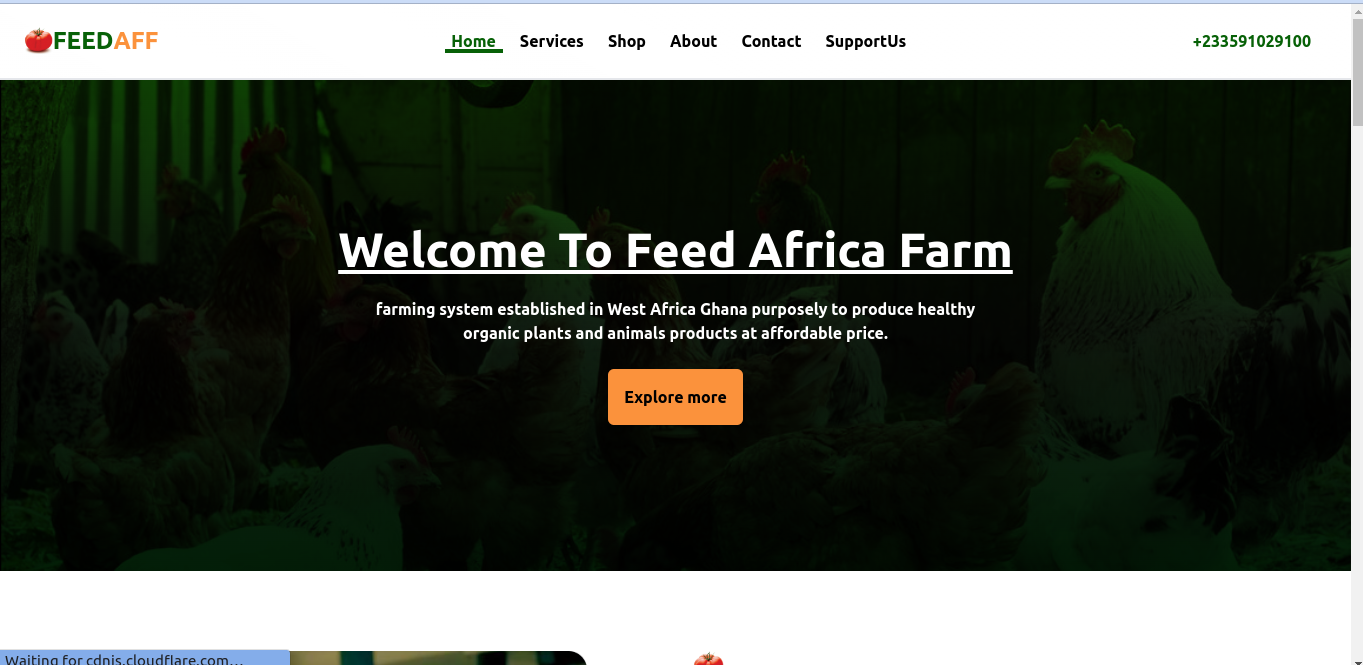 FEEDAFF
Home Services Shop About Contact SupportUs
+233591029100
Welcome To Feed Africa Farm
farming system established in West Africa Ghana purposely to produce healthy
organic plants and animals products at affordable price.
Explore more
Waiting for cdnjs.cloudflare.com...